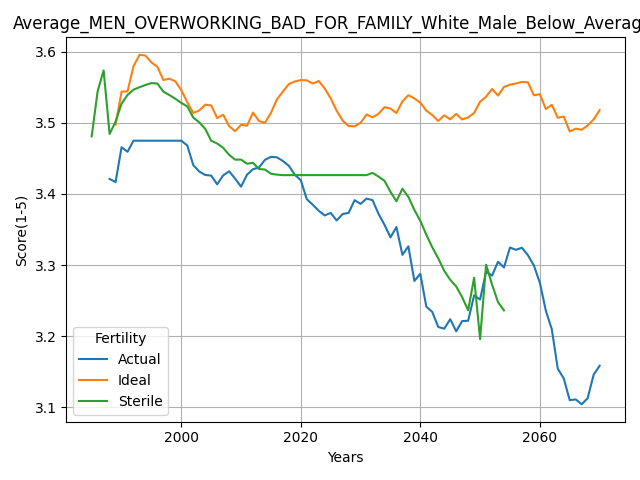 Average_MEN_OVERWORKING_BAD_FOR_FAMILY_White_Male_Below_Averag
Score(1-5)
3.6
3.5
3.4
3.3
3.2
3.1
Fertility
Actual
Ideal
Sterile
2000 2020 2040 2060
Years